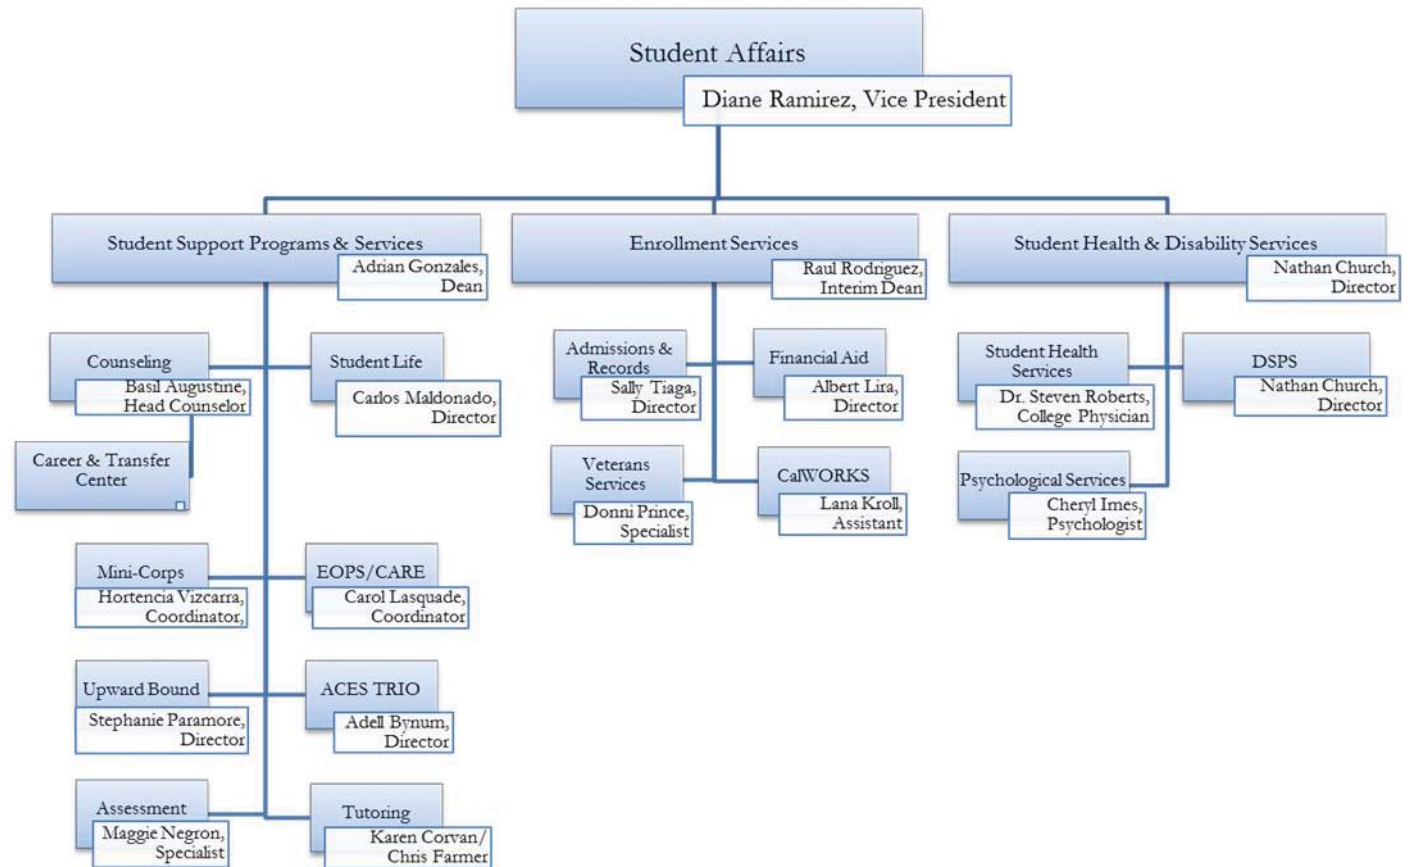 Student Affairs
Diane Ramirez, Vice President
Student Support Programs & Services
Adrian Gonzales,
Dean
Enrollment Services
Raul Rodriguez,
Interim Dean
Student Health & Disability Services
Nathan Church,
Director
Counseling
Basil Augustine,
Head Counselor
Student Life
Carlos Maldonado,
Director
Career & Transfer
Center
Mini-Corps
Hortencia Vizcarra,
Coordinator,
EOPS/CARE
Carol Lasquade,
Coordinator
Upward Bound
Stephanie Paramore,
Director
ACES TRIO
Adell Bynum,
Director
Assessment
Maggie Negron,
Specialist
Tutoring
Karen Corvan/
Chris Farmer
Admissions &
Records
Sally Tiaga,
Director
Financial Aid
Albert Lira,
Director
Veterans
Services
Donni Prince,
Specialist
CalWORKS
Lana Kroll,
Assistant
Student Health
Services
Dr. Steven Roberts,
College Physician
DSPS
Nathan Church,
Director
Psychological Services
Cheryl Imes,
Psychologist